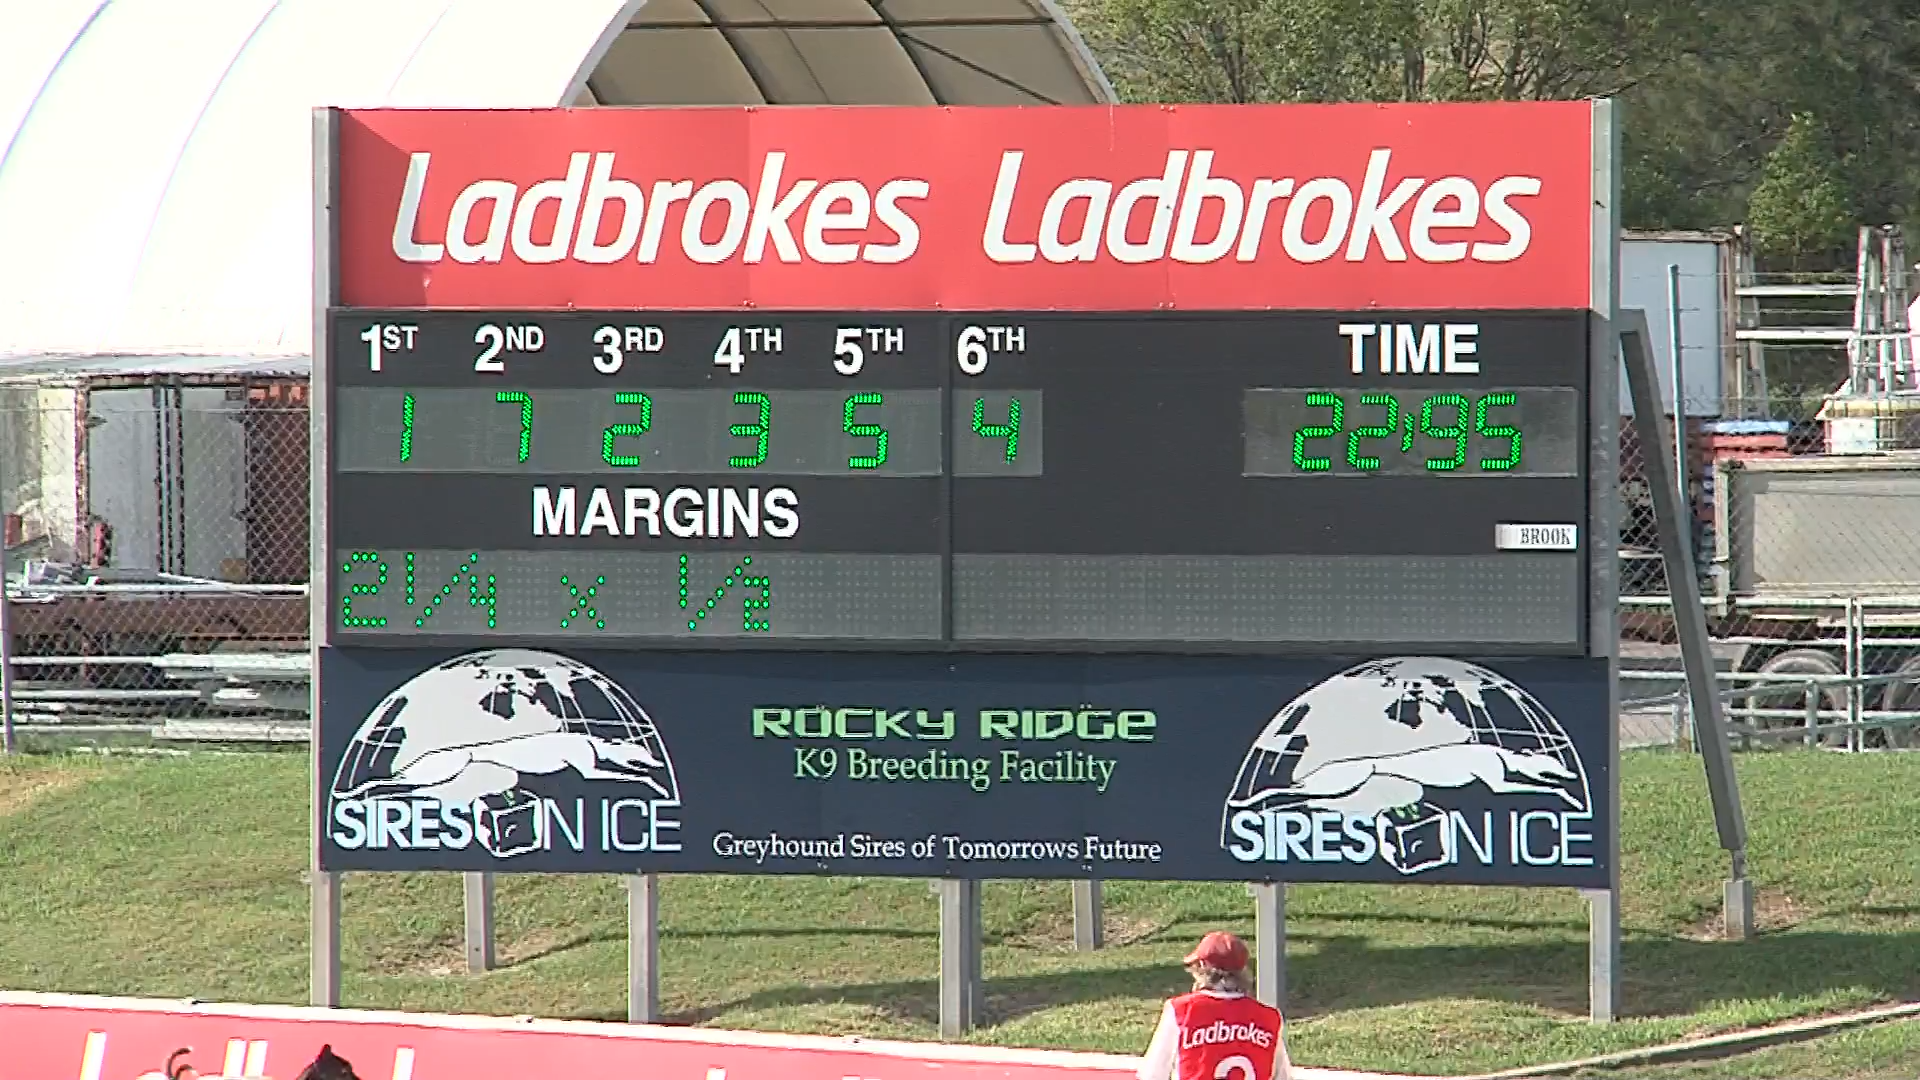 Ladbrokes Ladbrokes
1ST 2ND 3RD 4TH 5TH 6TH TIME
1 7 2 3 5 4 22:95
MARGINS
BROOK
2 1/4 x 1/2
ROCKY RIDGE
K9 Breeding Facility
SIRES ON ICE
Greyhound Sires of Tomorrows Future
SIRES ON ICE
Ladbrokes